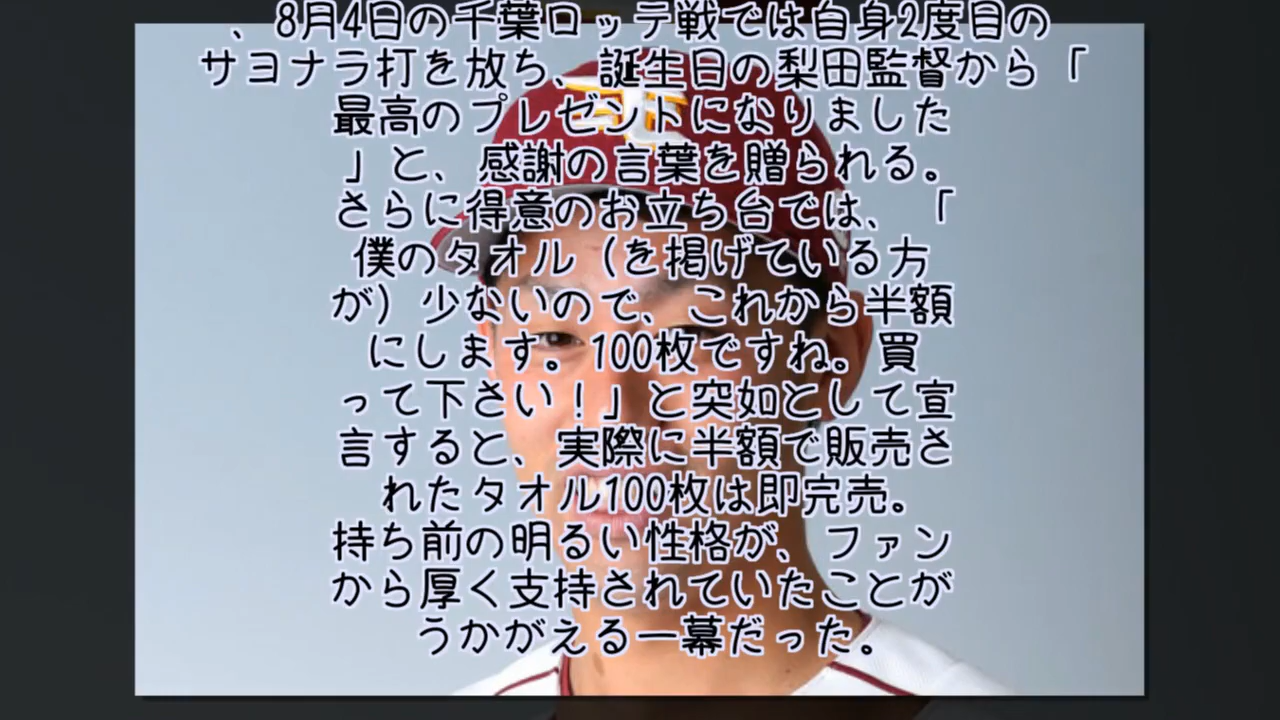 、8月4日の千葉ロッテ戦では自身2度目の
サヨナラ打を放ち、誕生日の梨田監督から「
最高のプレゼントになりました
」と、感謝の言葉を贈られる。
さらに得意のお立ち台では、「
僕のタオル（を掲げている方
が）少ないので、これから半額
にします。100枚ですね。買
って下さい！」と突如として宣
言すると、実際に半額で販売さ
れたタオル100枚は即完売。
持ち前の明るい性格が、ファン
から厚く支持されていたことが
うかがえる一幕だった。